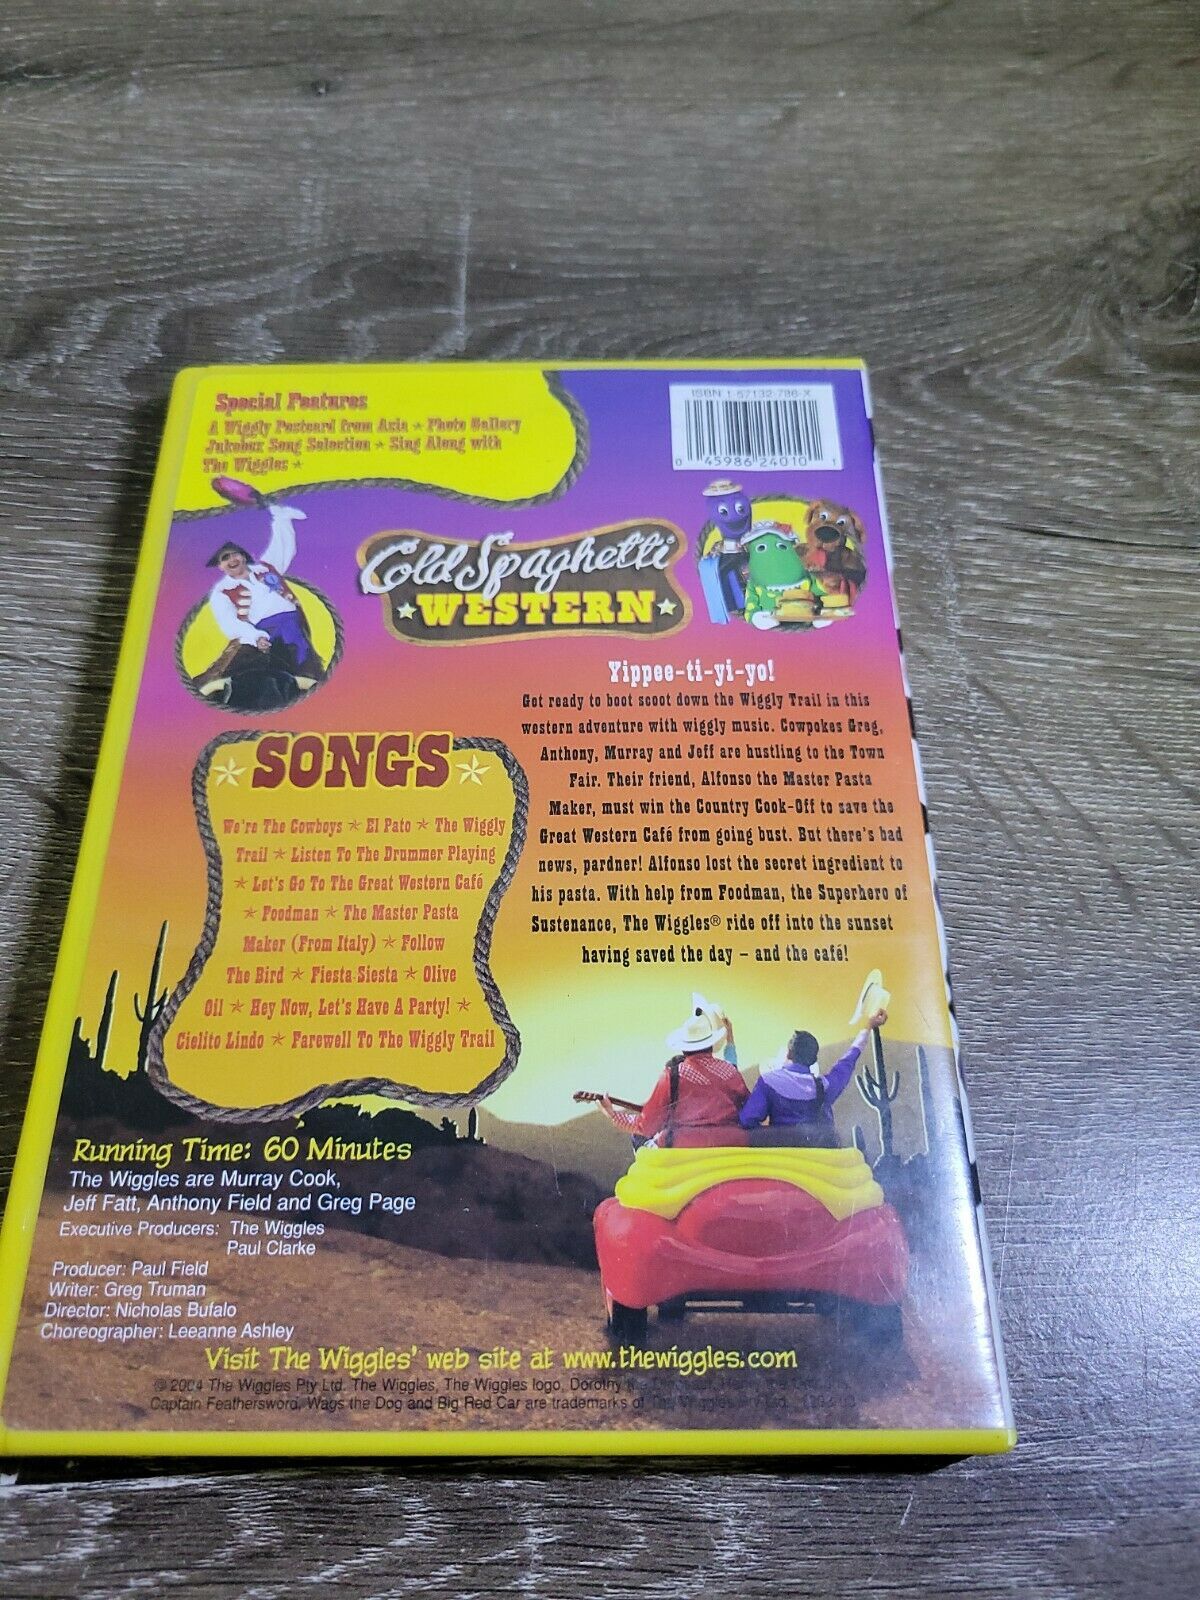 Special Features
A Wiggly Postcard from Asia ★ Photo Gallery
Jukebox Song Selection ★ Sing Along with
The Wiggles ★
ISBN 1-57132-786-X
0 45986 24010 1
Cold Spaghetti
★ WESTERN ★
Yippee-ti-yi-yo!
Get ready to boot scoot down the Wiggly Trail in this
western adventure with wiggly music. Cowpokes Greg,
Anthony, Murray and Jeff are hustling to the Town
Fair. Their friend, Alfonso the Master Pasta
Maker, must win the Country Cook-Off to save the
Great Western Café from going bust. But there's bad
news, pardner! Alfonso lost the secret ingredient to
his pasta. With help from Foodman, the Superhero of
Sustenance, The Wiggles® ride off into the sunset
having saved the day – and the café!
★ SONGS ★
We're The Cowboys ★ El Pato ★ The Wiggly
Trail ★ Listen To The Drummer Playing
★ Let's Go To The Great Western Café
★ Foodman ★ The Master Pasta
Maker (From Italy) ★ Follow
The Bird ★ Fiesta Siesta ★ Olive
Oil ★ Hey Now, Let's Have A Party! ★
Cielito Lindo ★ Farewell To The Wiggly Trail
Running Time: 60 Minutes
The Wiggles are Murray Cook,
Jeff Fatt, Anthony Field and Greg Page
Executive Producers: The Wiggles
Paul Clarke
Producer: Paul Field
Writer: Greg Truman
Director: Nicholas Bufalo
Choreographer: Leeanne Ashley
Visit The Wiggles' web site at www.thewiggles.com
© 2004 The Wiggles Pty Ltd. The Wiggles, The Wiggles logo, Dorothy the Dinosaur,
Captain Feathersword, Wags the Dog and Big Red Car are trademarks of The Wiggles Pty Ltd.